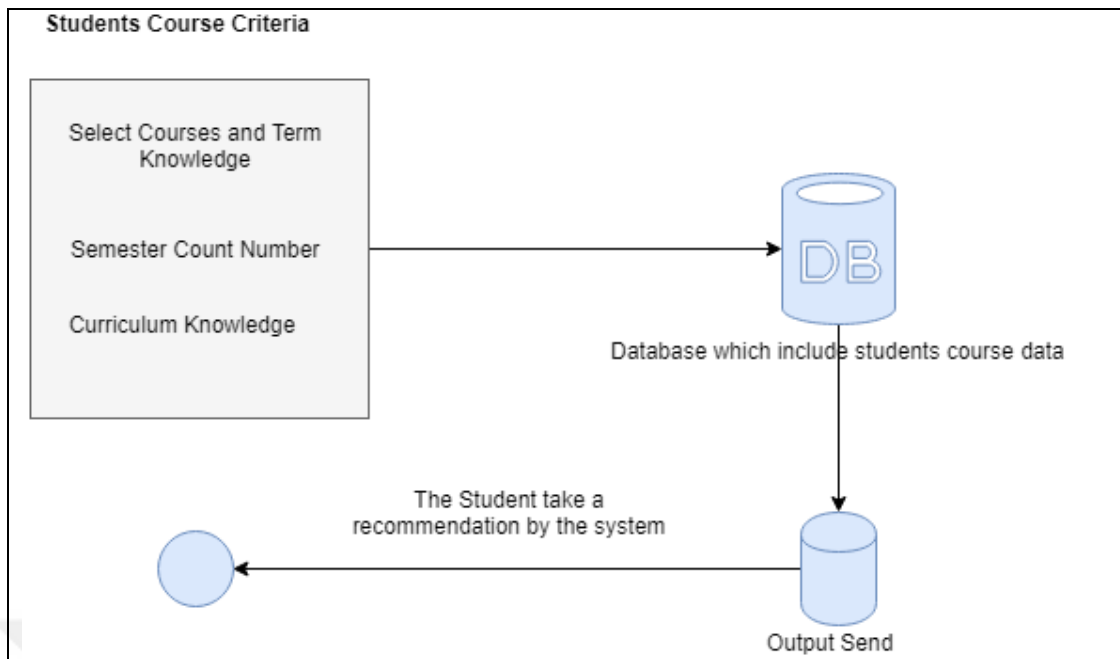 Students Course Criteria
Select Courses and Term
Knowledge
Semester Count Number
Curriculum Knowledge
DB
Database which include students course data
The Student take a
recommendation by the system
Output Send